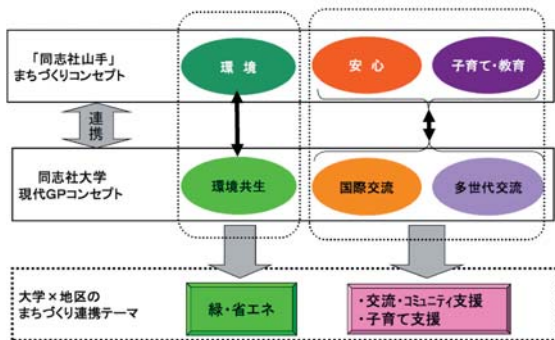 「同志社山手」
まちづくりコンセプト
環 境
安 心
子育て・教育
連携
同志社大学
現代GPコンセプト
環境共生
国際交流
多世代交流
大学×地区の
まちづくり連携テーマ
緑・省エネ
・交流・コミュニティ支援
・子育て支援